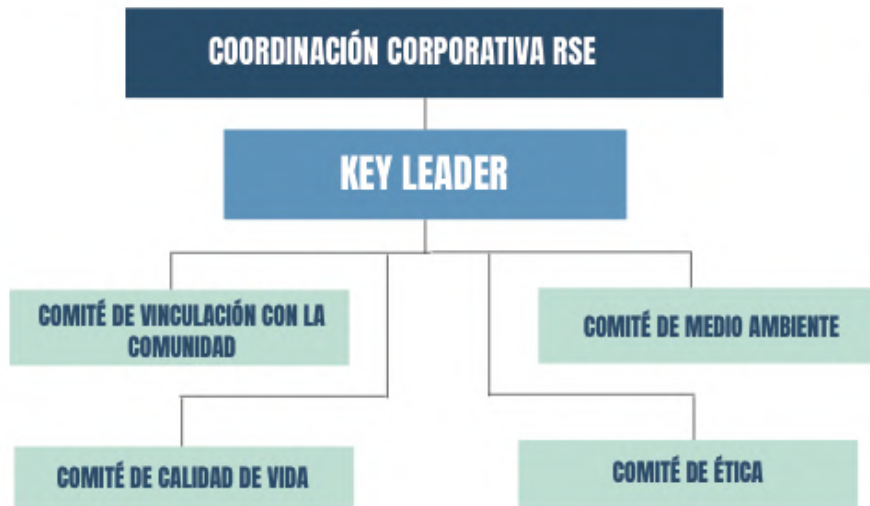 COORDINACIÓN CORPORATIVA RSE
KEY LEADER
COMITÉ DE VINCULACIÓN CON LA
COMUNIDAD
COMITÉ DE MEDIO AMBIENTE
COMITÉ DE CALIDAD DE VIDA
COMITÉ DE ÉTICA